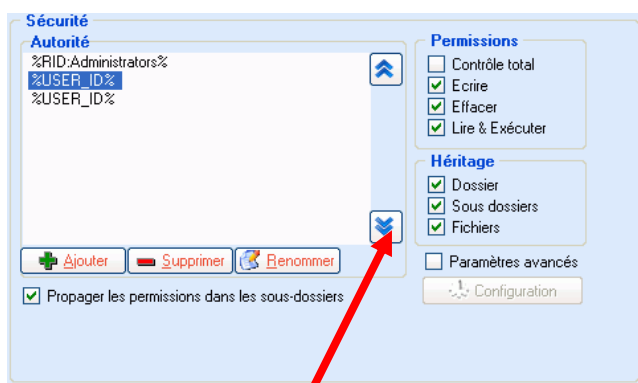 Sécurité
Autorité
%RID:Administrators%
%USER_ID%
%USER_ID%
Ajouter
Supprimer
Renommer
Propager les permissions dans les sous-dossiers
Permissions
Contrôle total
Ecrire
Effacer
Lire & Exécuter
Héritage
Dossier
Sous dossiers
Fichiers
Paramètres avancés
Configuration